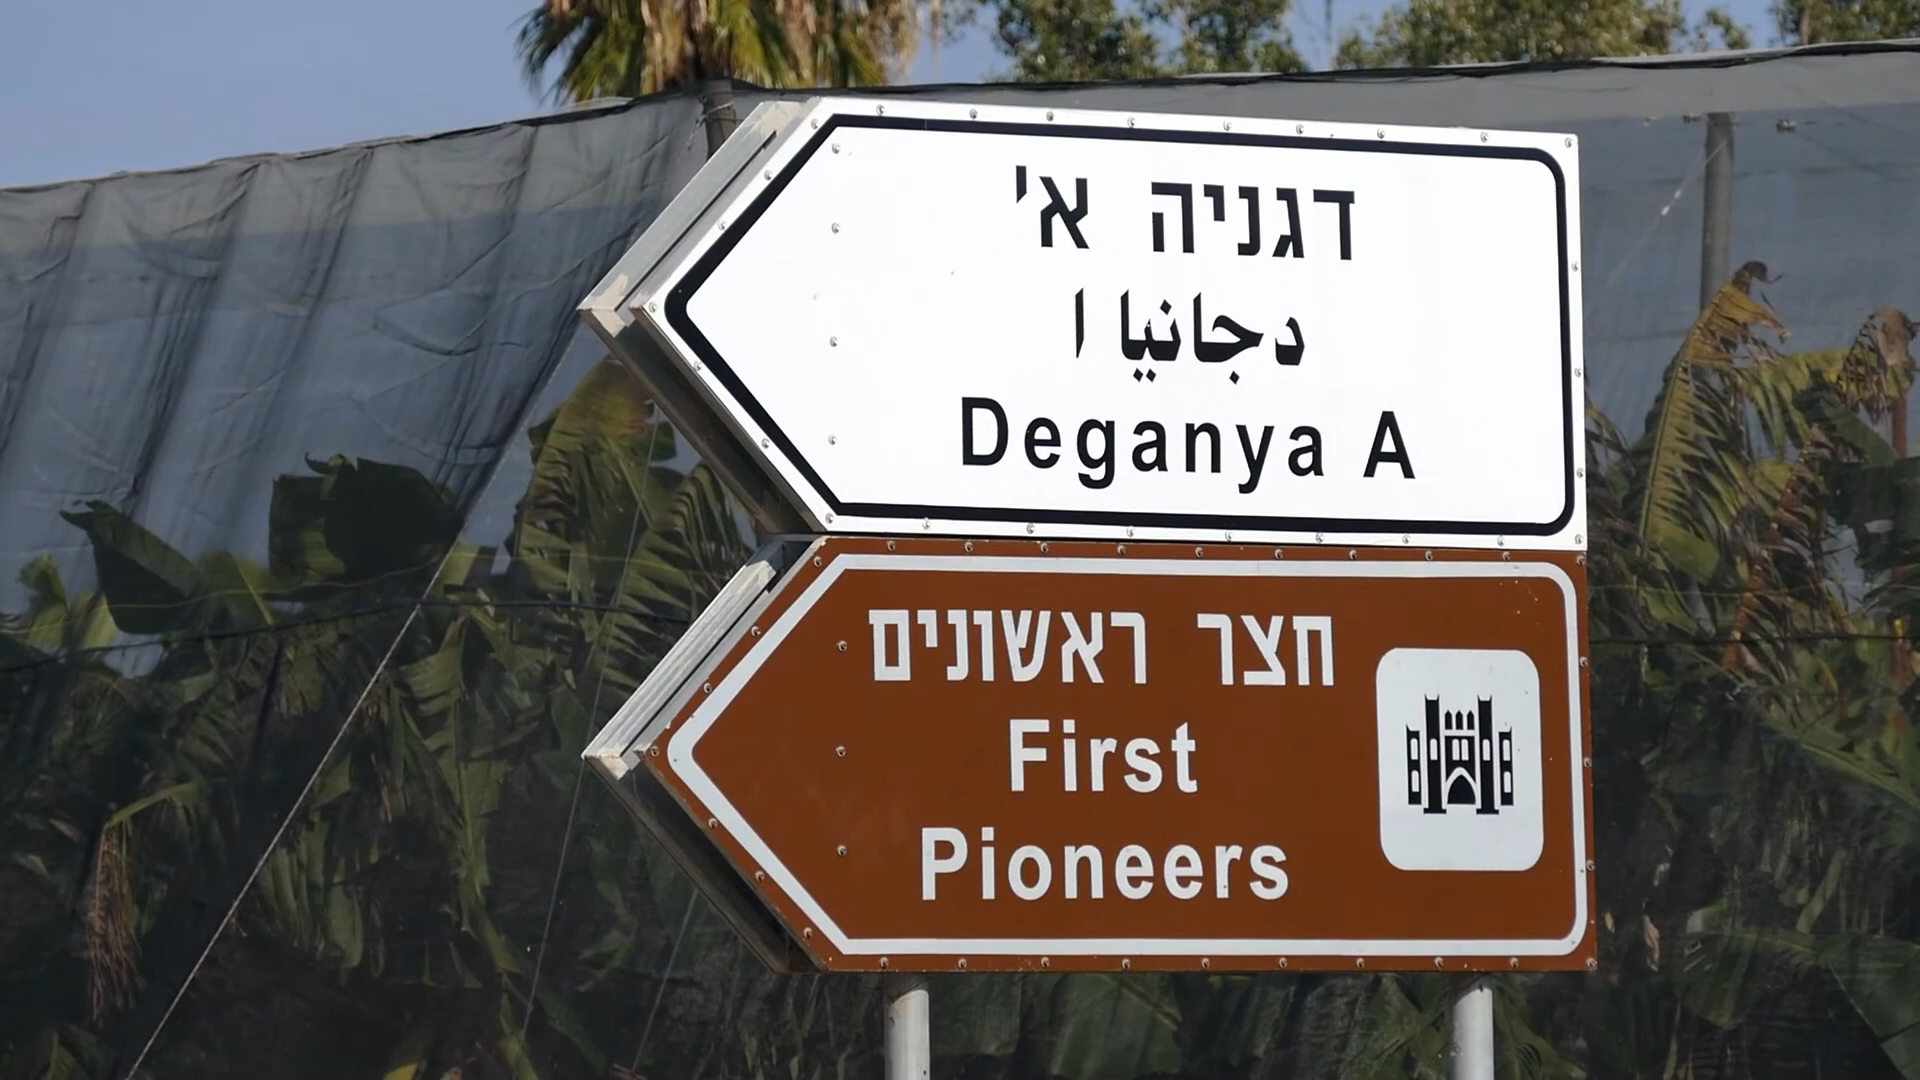 דגניה א'
دجانيا ا
Deganya A
חצר ראשונים
First
Pioneers